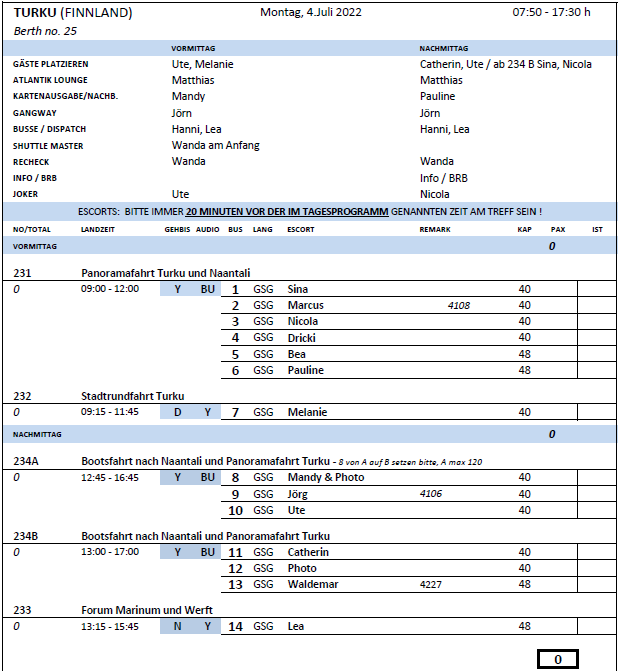 TURKU (FINNLAND) Montag, 4.Juli 2022 07:50 - 17:30 h
Berth no. 25
VORMITTAG NACHMITTAG
GÄSTE PLATZIEREN Ute, Melanie Catherin, Ute / ab 234 B Sina, Nicola
ATLANTIK LOUNGE Matthias Matthias
KARTENAUSGABE/NACHB. Mandy Pauline
GANGWAY Jörn Jörn
BUSSE / DISPATCH Hanni, Lea Hanni, Lea
SHUTTLE MASTER Wanda am Anfang
RECHECK Wanda Wanda
INFO / BRB Info / BRB
JOKER Ute Nicola
ESCORTS: BITTE IMMER 20 MINUTEN VOR DER IM TAGESPROGRAMM GENANNTEN ZEIT AM TREFF SEIN !
NO/TOTAL LANDZEIT GEHBIS AUDIO BUS LANG ESCORT REMARK KAP PAX IST
VORMITTAG 0
231 Panoramafahrt Turku und Naantali
0 09:00 - 12:00 Y BU 1 GSG Sina 40
2 GSG Marcus 4108 40
3 GSG Nicola 40
4 GSG Dricki 40
5 GSG Bea 48
6 GSG Pauline 48
232 Stadtrundfahrt Turku
0 09:15 - 11:45 D Y 7 GSG Melanie 40
NACHMITTAG 0
234A Bootsfahrt nach Naantali und Panoramafahrt Turku - 8 von A auf B setzen bitte, A max 120
0 12:45 - 16:45 Y BU 8 GSG Mandy & Photo 40
9 GSG Jörg 4106 40
10 GSG Ute 40
234B Bootsfahrt nach Naantali und Panoramafahrt Turku
0 13:00 - 17:00 Y BU 11 GSG Catherin 40
12 GSG Photo 40
13 GSG Waldemar 4227 48
233 Forum Marinum und Werft
0 13:15 - 15:45 N Y 14 GSG Lea 48
0